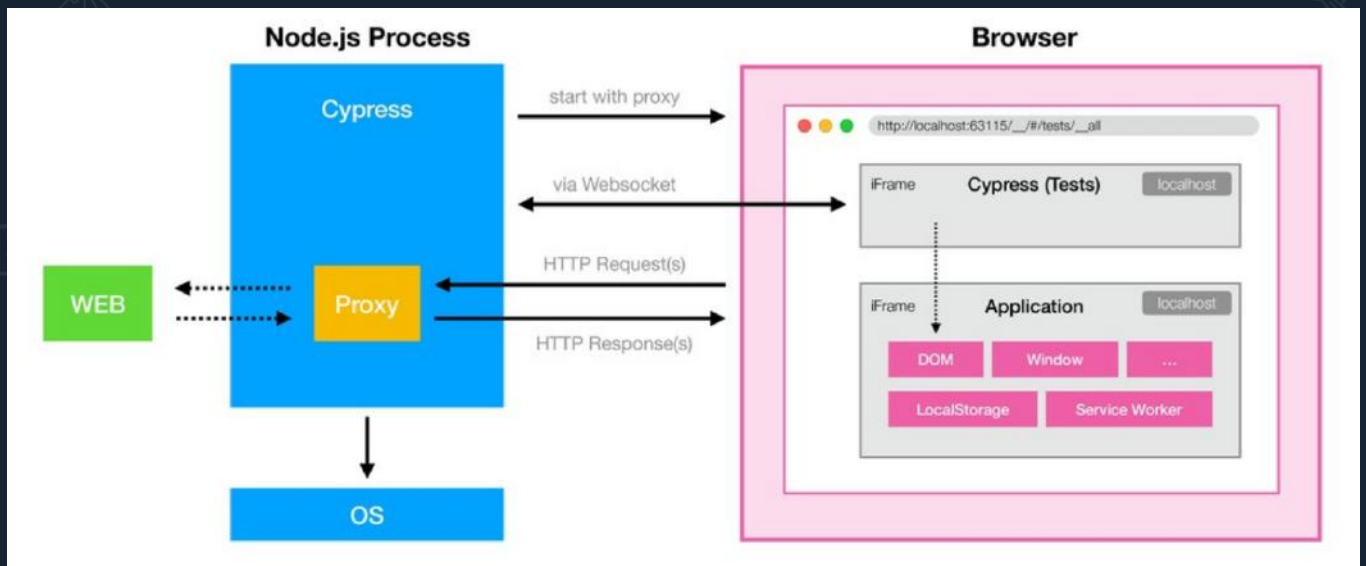 Node.js Process
Browser
Cypress
start with proxy
http://localhost:63115/__/#/tests/__all
via Websocket
iFrame
Cypress (Tests)
localhost
HTTP Request(s)
WEB
Proxy
HTTP Response(s)
iFrame
Application
localhost
DOM
Window
...
LocalStorage
Service Worker
OS